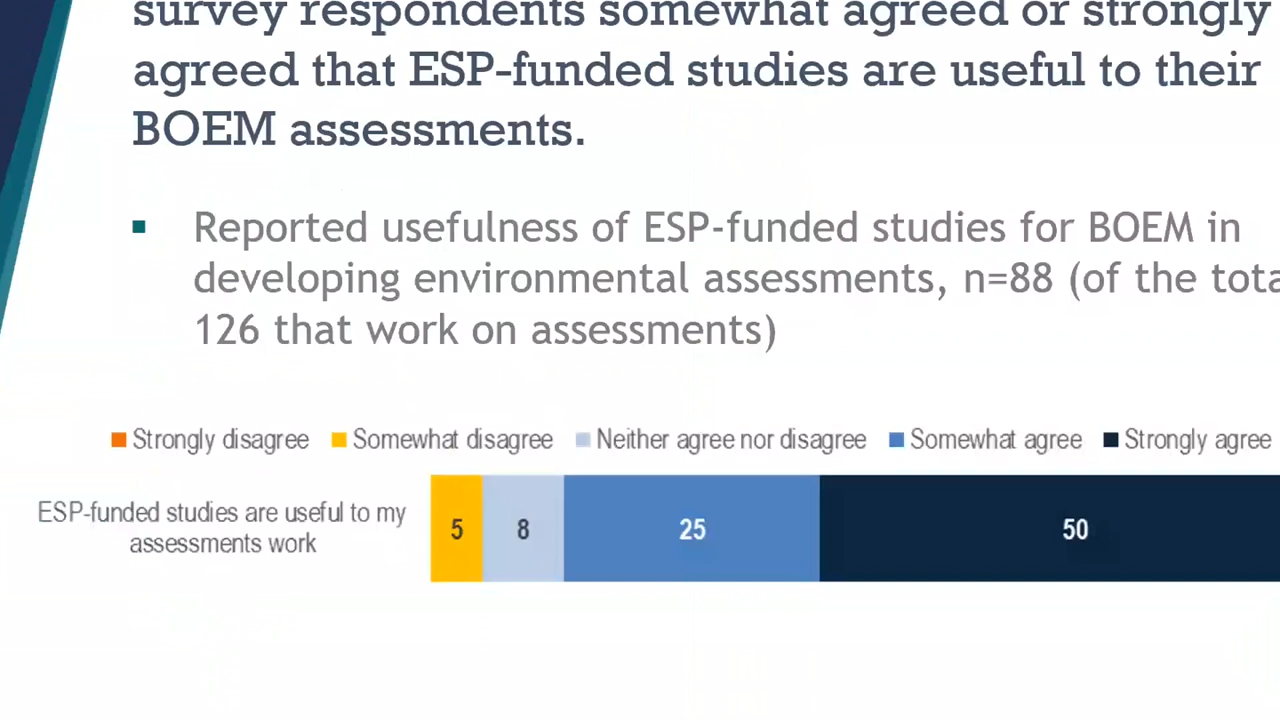 survey respondents somewhat agreed or strongly
agreed that ESP-funded studies are useful to their
BOEM assessments.
Reported usefulness of ESP-funded studies for BOEM in
developing environmental assessments, n=88 (of the
126 that work on assessments)
Strongly disagree Somewhat disagree Neither agree nor disagree Somewhat agree Strongly agree
ESP-funded studies are useful to my
assessments work
5 8 25 50